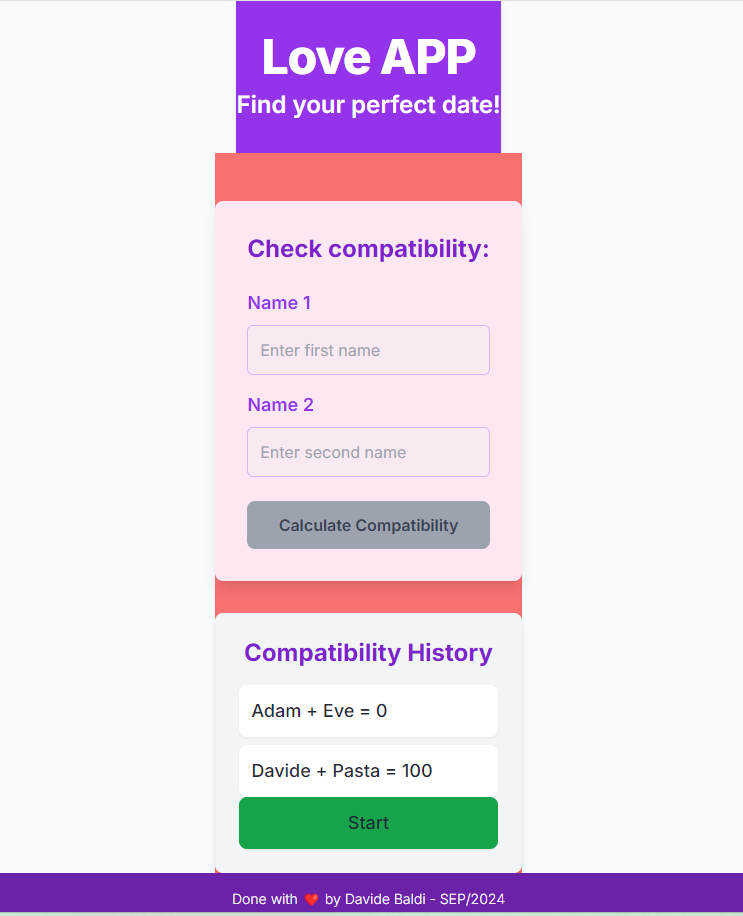 Love APP
Find your perfect date!
Check compatibility:
Name 1
Enter first name
Name 2
Enter second name
Calculate Compatibility
Compatibility History
Adam + Eve = 0
Davide + Pasta = 100
Start
Done with ❤️ by Davide Baldi - SEP/2024